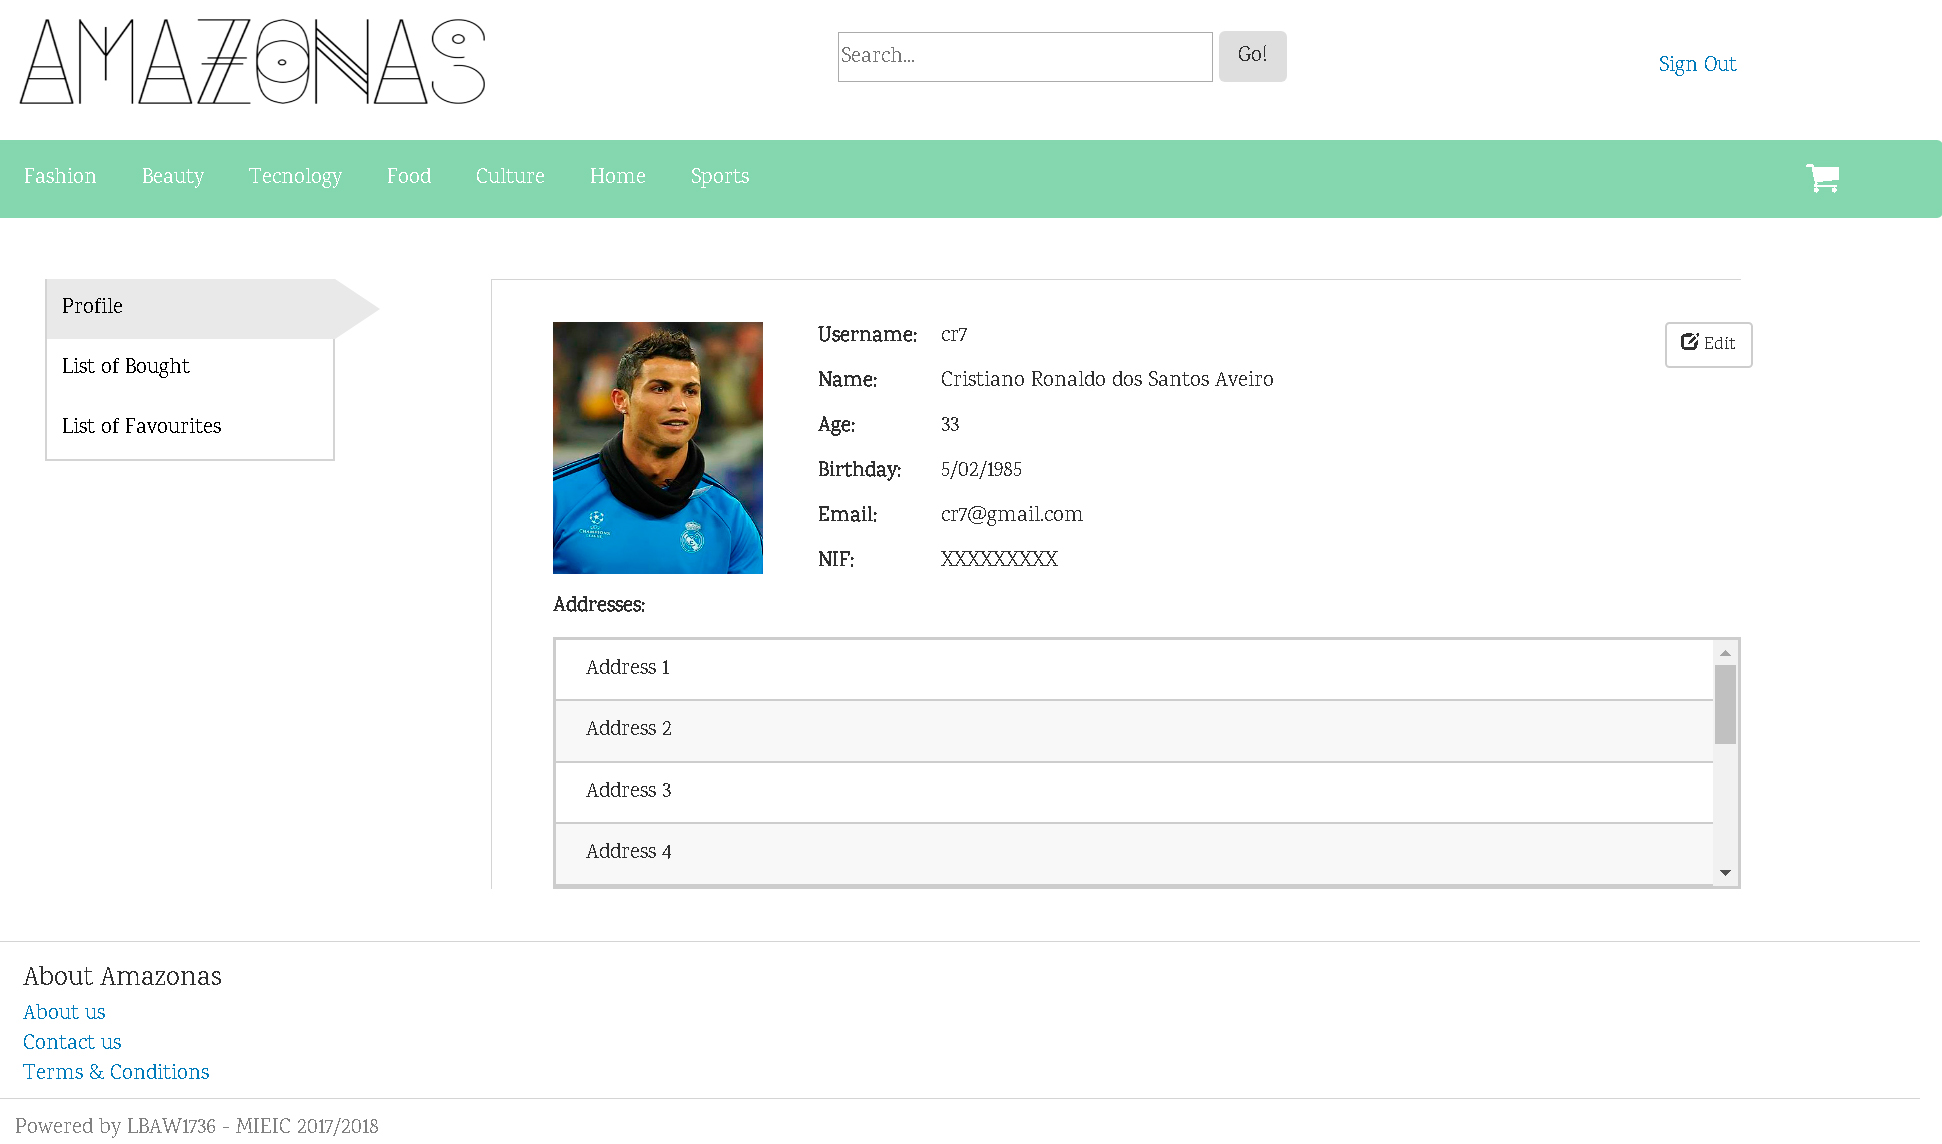 AMAZONAS
Search...
Go!
Sign Out
Fashion Beauty Tecnology Food Culture Home Sports
Profile
List of Bought
List of Favourites
Username: cr7
Edit
Name: Cristiano Ronaldo dos Santos Aveiro
Age: 33
Birthday: 5/02/1985
Email: cr7@gmail.com
NIF: XXXXXXXXX
Addresses:
Address 1
Address 2
Address 3
Address 4
About Amazonas
About us
Contact us
Terms & Conditions
Powered by LBAW1736 - MIEIC 2017/2018